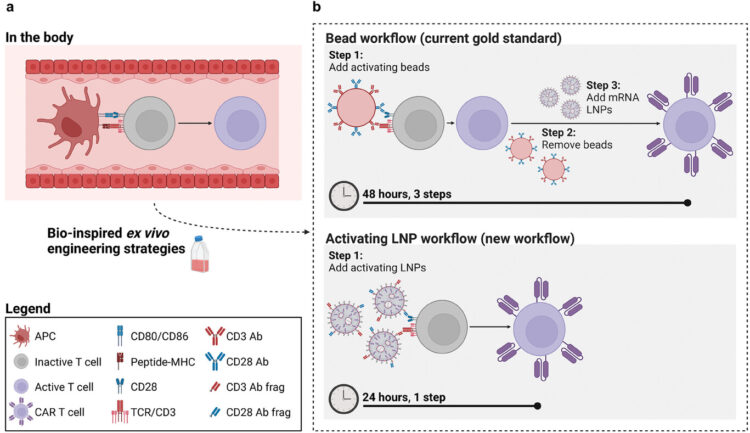 a
In the body
Bio-inspired ex vivo
engineering strategies
Legend
APC
CD80/CD86
CD3 Ab
Inactive T cell
Peptide-MHC
CD28 Ab
Active T cell
CD28
CD3 Ab frag
CAR T cell
TCR/CD3
CD28 Ab frag
b
Bead workflow (current gold standard)
Step 1:
Add activating beads
Step 3:
Add mRNA
LNPs
Step 2:
Remove beads
48 hours, 3 steps
Activating LNP workflow (new workflow)
Step 1:
Add activating LNPs
24 hours, 1 step